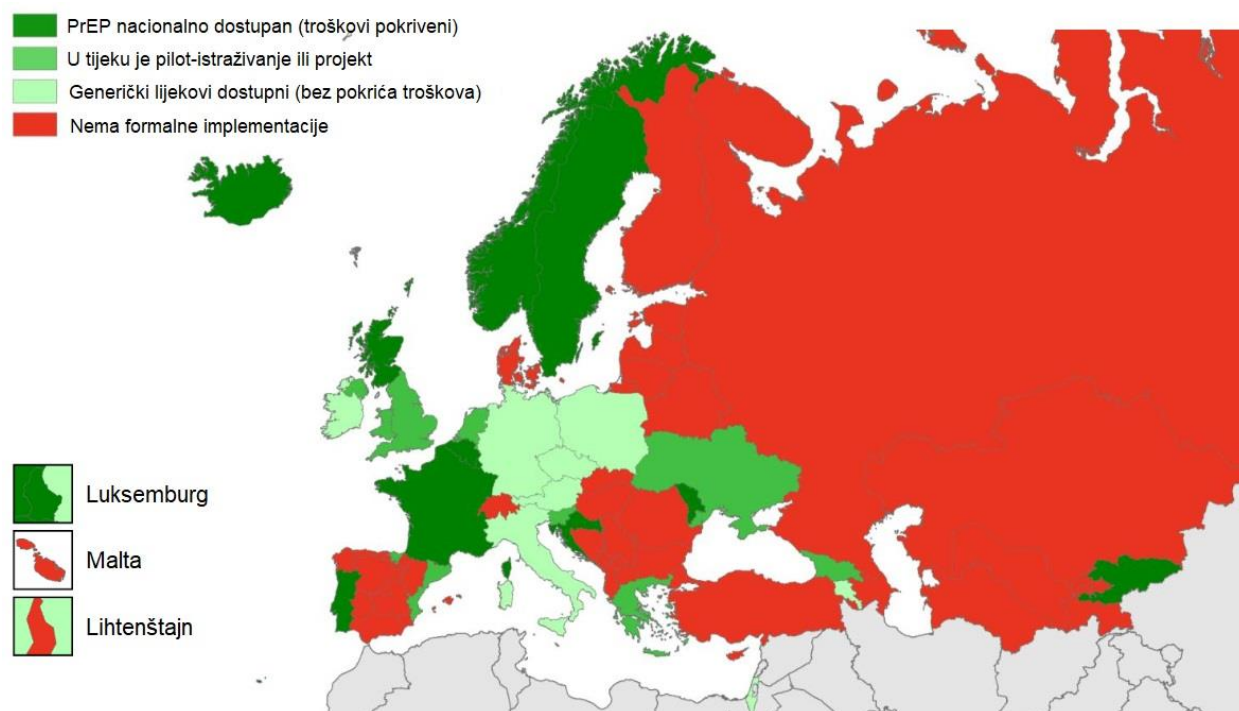 PrEP nacionalno dostupan (troškovi pokriveni)
U tijeku je pilot-istraživanje ili projekt
Generički lijekovi dostupni (bez pokrića troškova)
Nema formalne implementacije
Luksemburg
Malta
Lihtenštajn